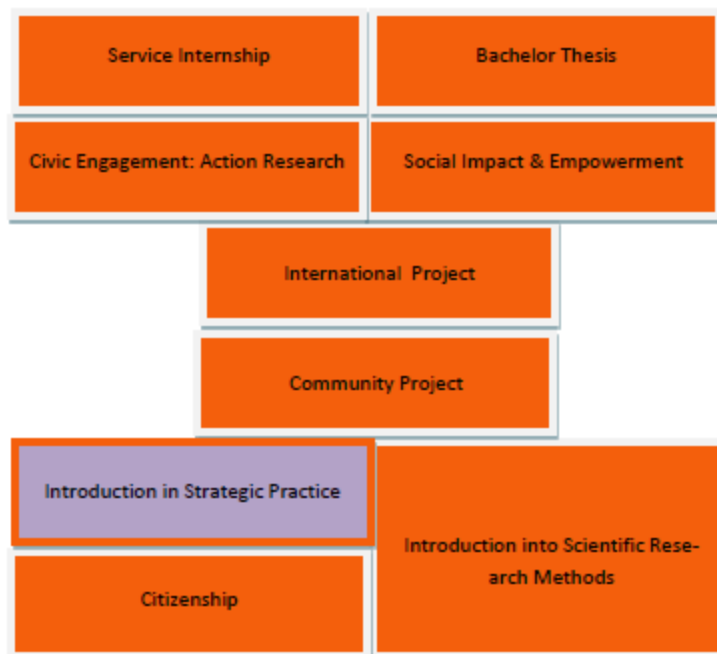 Service Internship
Bachelor Thesis
Civic Engagement: Action Research
Social Impact & Empowerment
International Project
Community Project
Introduction in Strategic Practice
Introduction into Scientific Rese-
arch Methods
Citizenship